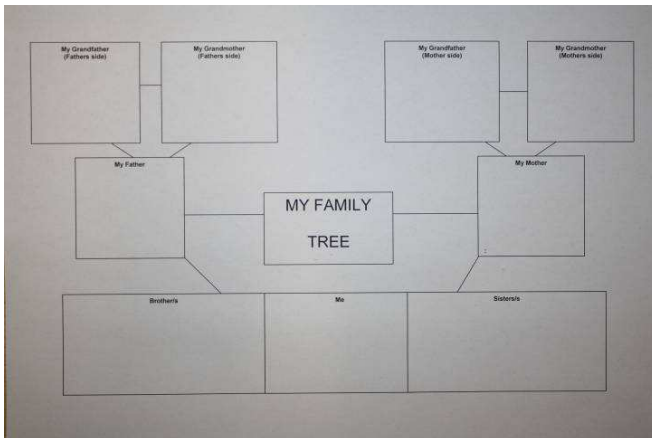 My Grandfather
(Fathers side)
My Grandmother
(Fathers side)
My Grandfather
(Mother side)
My Grandmother
(Mothers side)
My Father
My Mother
MY FAMILY
TREE
Brother/s
Me
Sisters/s